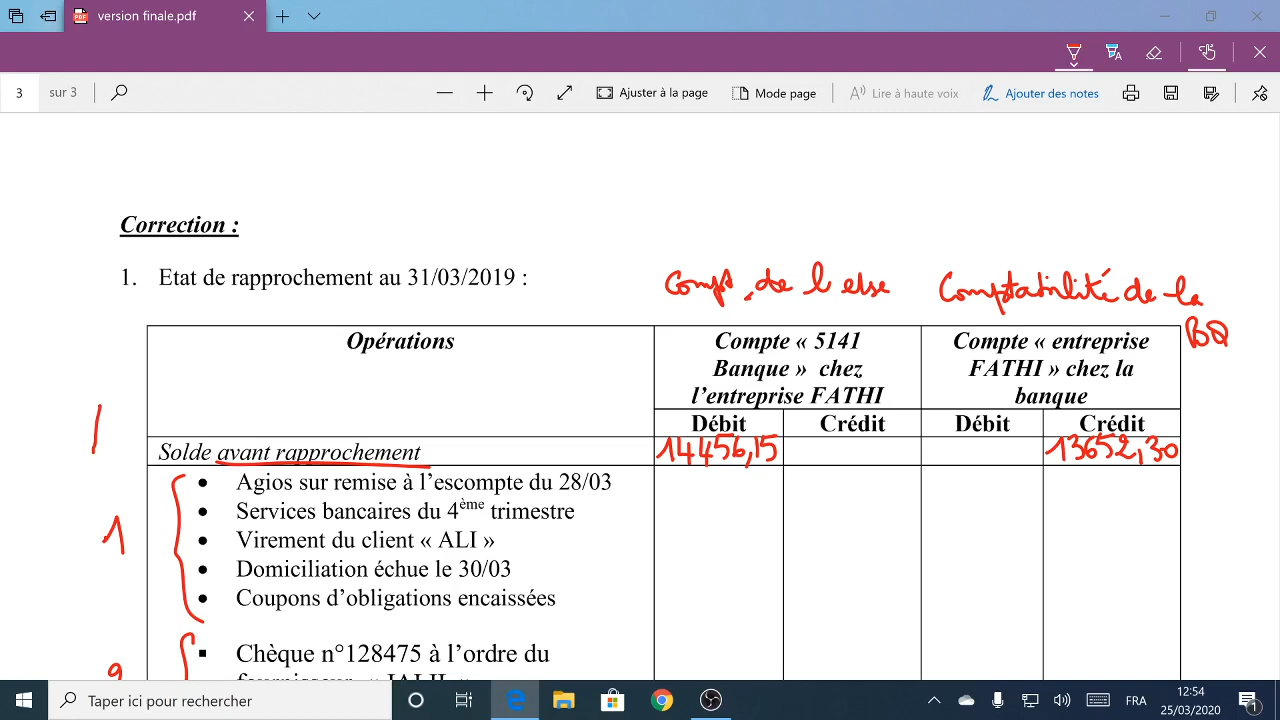 version finale.pdf
3 sur 3
Ajuster à la page
Mode page
Lire à haute voix
Ajouter des notes
Correction :
1. Etat de rapprochement au 31/03/2019 :
Compt de l'else Comptabilité de la
BQ
Opérations
Compte « 5141
Banque » chez
l'entreprise FATHI
Compte « entreprise
FATHI » chez la
banque
Débit Crédit Débit Crédit
Solde avant rapprochement 14456,15 13652,30
1
• Agios sur remise à l'escompte du 28/03
• Services bancaires du 4ème trimestre
• Virement du client « ALI »
• Domiciliation échue le 30/03
• Coupons d'obligations encaissées
▪ Chèque n°128475 à l'ordre du
Taper ici pour rechercher
FRA
12:54
25/03/2020
1